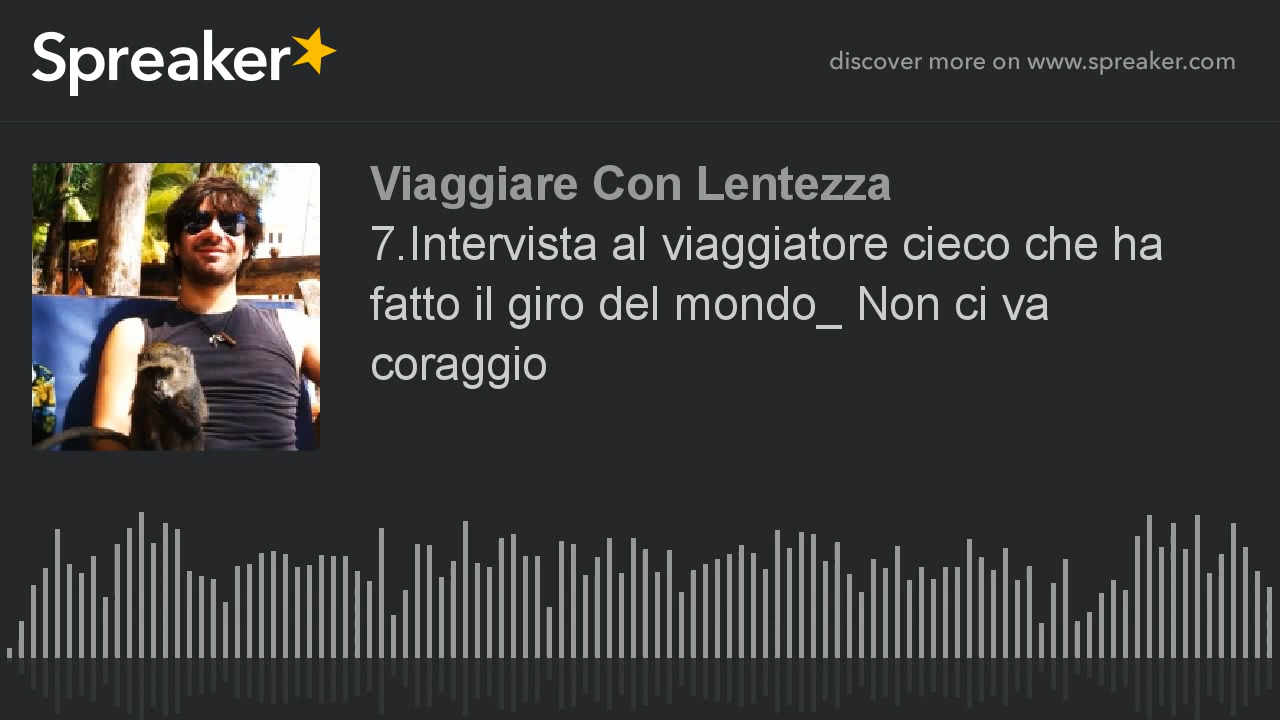 Spreaker
discover more on www.spreaker.com
Viaggiare Con Lentezza
7.Intervista al viaggiatore cieco che ha
fatto il giro del mondo_ Non ci va
coraggio